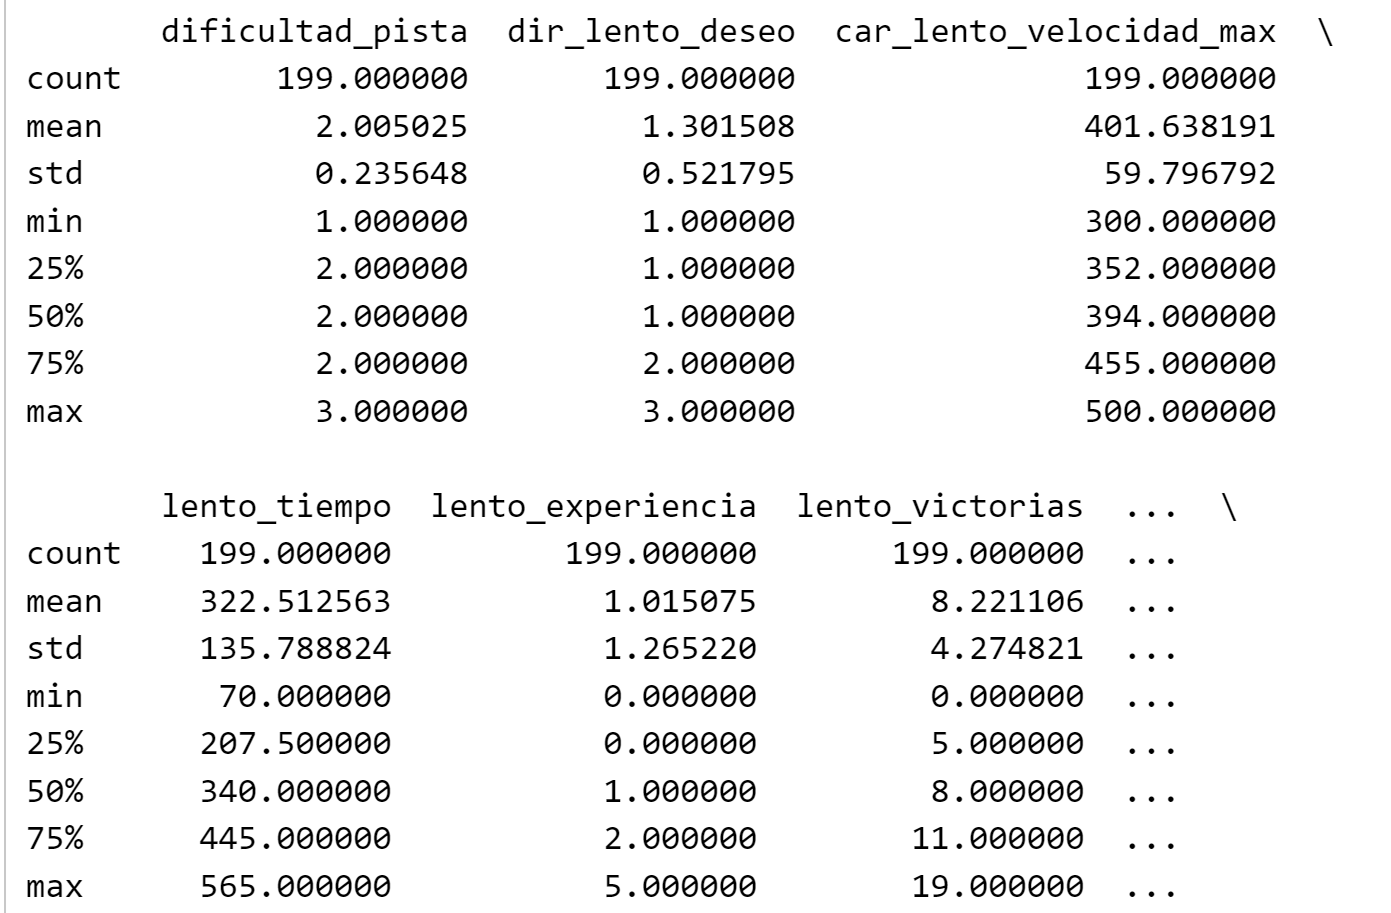 dificultad_pista dir_lento_deseo car_lento_velocidad_max \
count 199.000000 199.000000 199.000000
mean 2.005025 1.301508 401.638191
std 0.235648 0.521795 59.796792
min 1.000000 1.000000 300.000000
25% 2.000000 1.000000 352.000000
50% 2.000000 1.000000 394.000000
75% 2.000000 2.000000 455.000000
max 3.000000 3.000000 500.000000
lento_tiempo lento_experiencia lento_victorias ... \
count 199.000000 199.000000 199.000000 ...
mean 322.512563 1.015075 8.221106 ...
std 135.788824 1.265220 4.274821 ...
min 70.000000 0.000000 0.000000 ...
25% 207.500000 0.000000 5.000000 ...
50% 340.000000 1.000000 8.000000 ...
75% 445.000000 2.000000 11.000000 ...
max 565.000000 5.000000 19.000000 ...